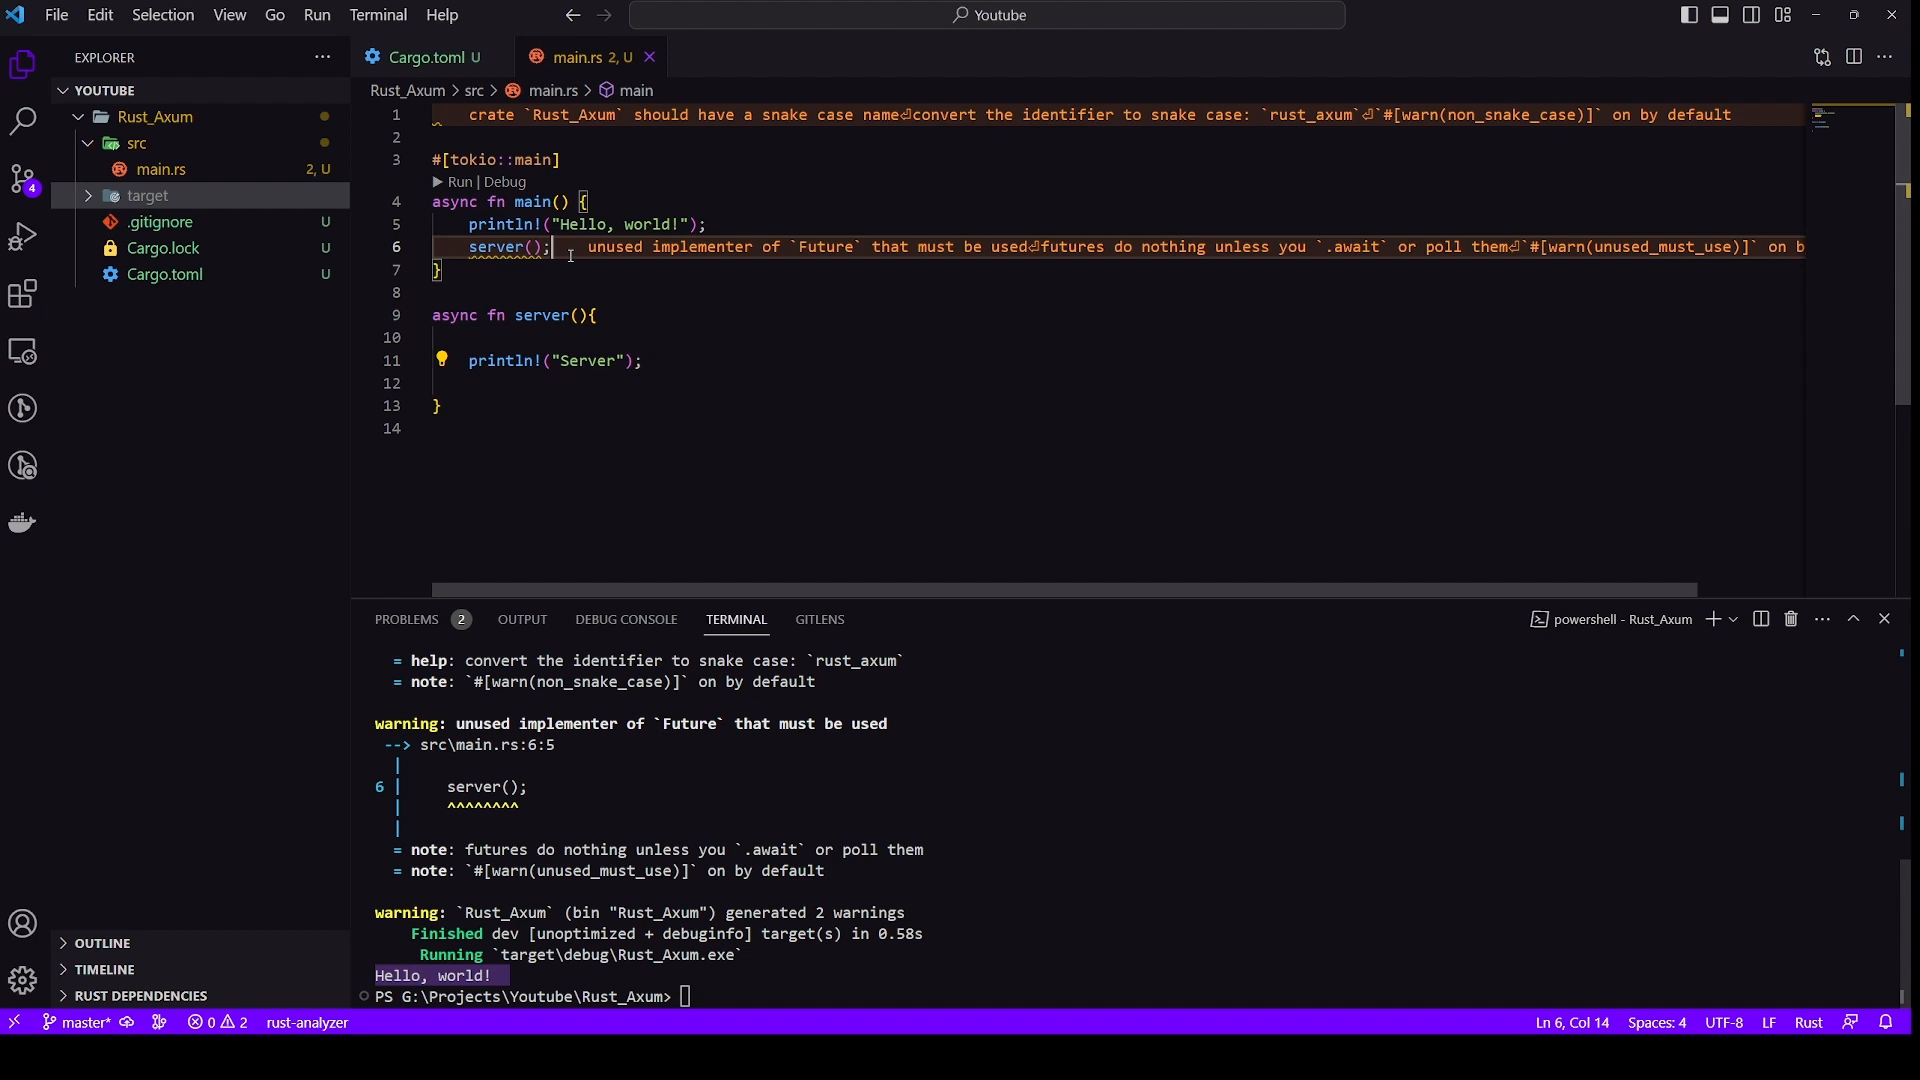 File Edit Selection View Go Run Terminal Help
Youtube
EXPLORER
YOUTUBE
Rust_Axum
src
main.rs 2, U
target
.gitignore U
Cargo.lock U
Cargo.toml U
OUTLINE
TIMELINE
RUST DEPENDENCIES
4
Cargo.toml U
main.rs 2, U
Rust_Axum > src > main.rs > main
1 crate `Rust_Axum` should have a snake case name⏎convert the identifier to snake case: `rust_axum`⏎`#[warn(non_snake_case)]` on by default
2
3 #[tokio::main]
Run | Debug
4 async fn main() {
5 println!("Hello, world!");
6 server(); unused implementer of `Future` that must be used⏎futures do nothing unless you `.await` or poll them⏎`#[warn(unused_must_use)]` on b
7 }
8
9 async fn server(){
10
11 println!("Server");
12
13 }
14
PROBLEMS 2 OUTPUT DEBUG CONSOLE TERMINAL GITLENS
powershell - Rust_Axum
= help: convert the identifier to snake case: `rust_axum`
= note: `#[warn(non_snake_case)]` on by default
warning: unused implementer of `Future` that must be used
--> src\main.rs:6:5
|
6 | server();
| ^^^^^^^^
|
= note: futures do nothing unless you `.await` or poll them
= note: `#[warn(unused_must_use)]` on by default
warning: `Rust_Axum` (bin "Rust_Axum") generated 2 warnings
Finished dev [unoptimized + debuginfo] target(s) in 0.58s
Running `target\debug\Rust_Axum.exe`
Hello, world!
PS G:\Projects\Youtube\Rust_Axum>
master* 0 2 rust-analyzer
Ln 6, Col 14 Spaces: 4 UTF-8 LF Rust